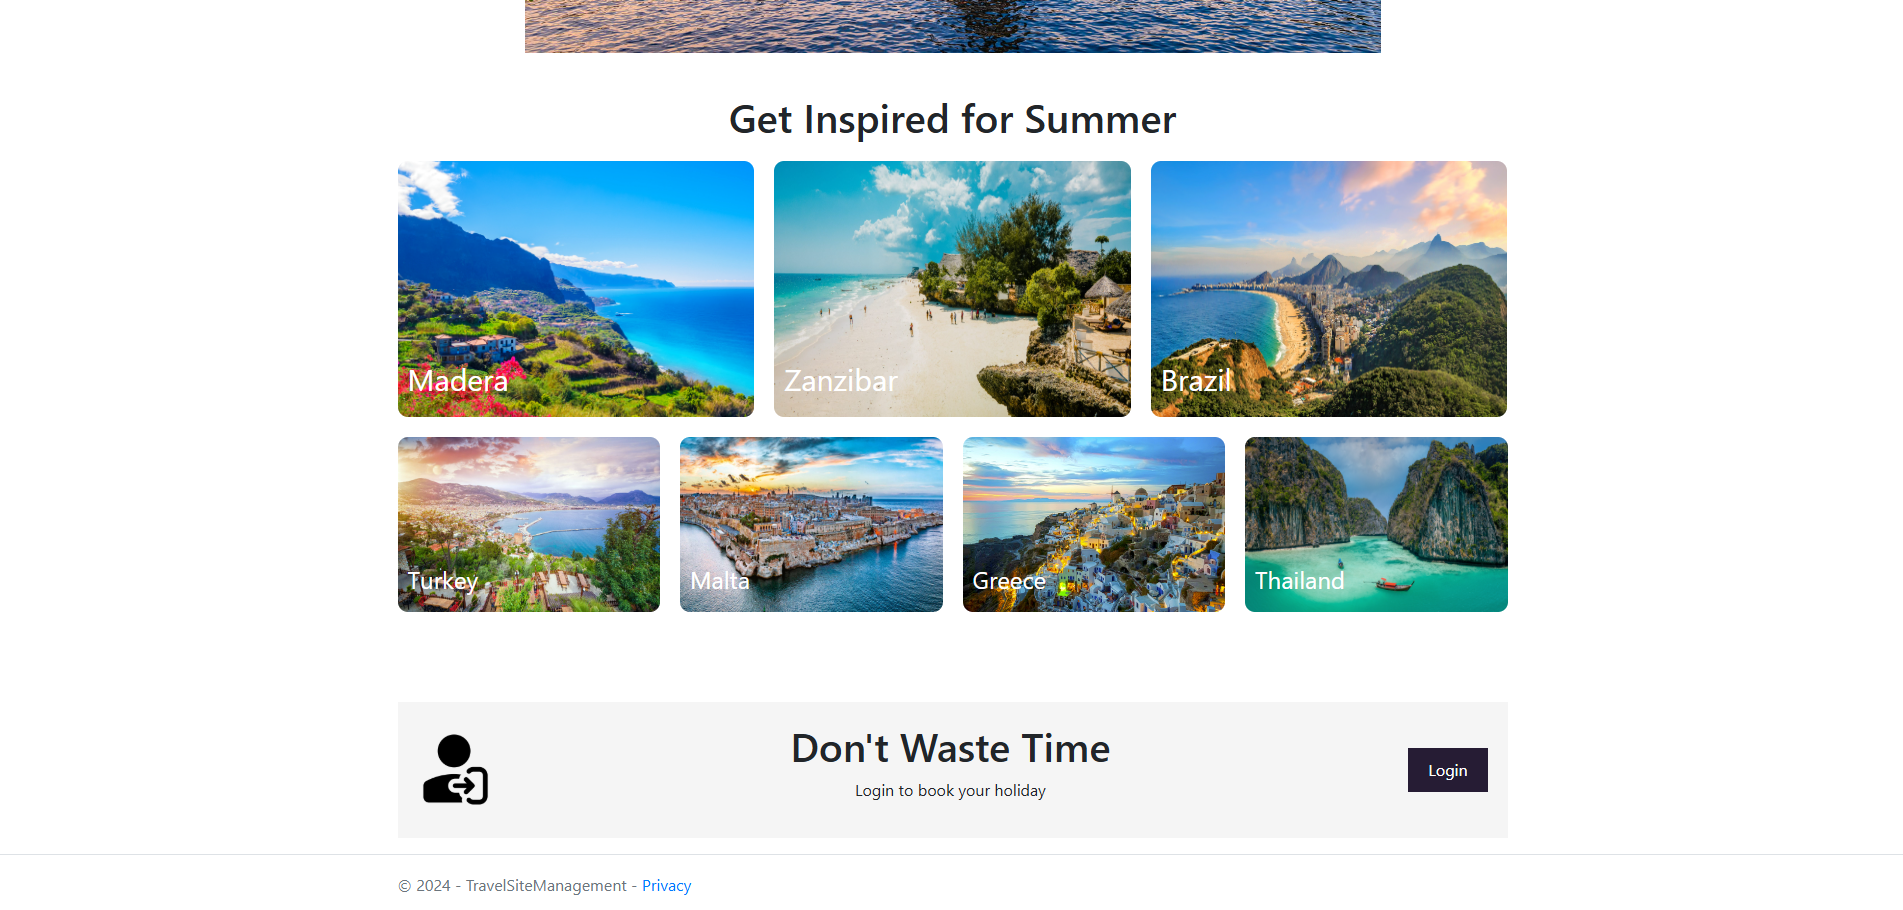 Get Inspired for Summer
Madera
Zanzibar
Brazil
Turkey
Malta
Greece
Thailand
Don't Waste Time
Login to book your holiday
Login
© 2024 - TravelSiteManagement - Privacy